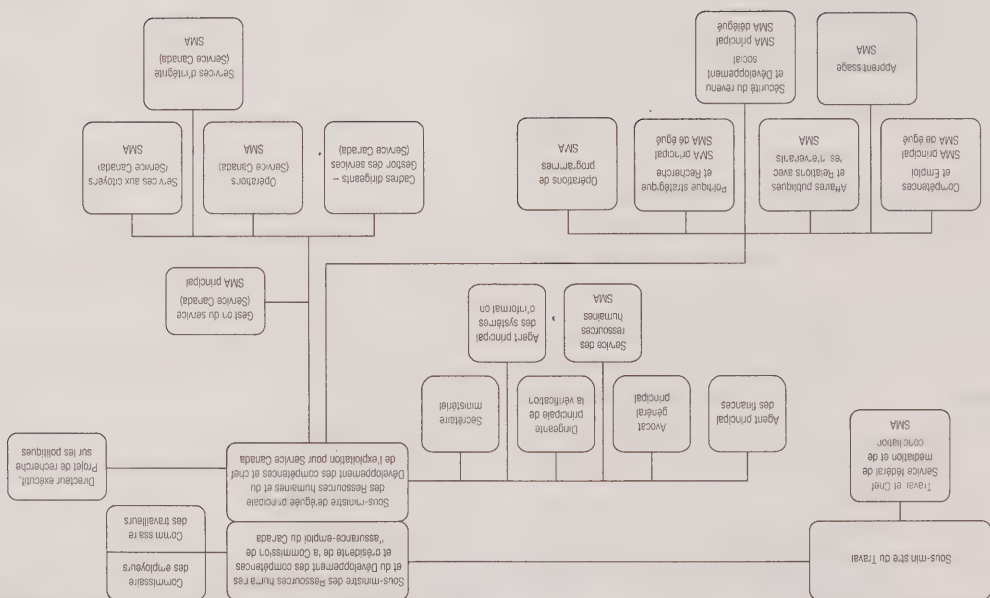 Sous-ministre du Travail
Sous-ministre des Ressources humaines
et du Développement des compétences
et présidente de la Commission de
l'assurance-emploi du Canada
Commissaire
des employeurs
Commissaire
des travailleurs
Travail et Chef
Service fédéral de
médiation et de
conciliation
SMA
Sous-ministre déléguée principale
Ressources humaines et du
Développement des compétences et chef
de l'exploitation pour Service Canada
Directeur exécutif,
Projet de recherche
sur les politiques
Agent principal
des finances
Avocat
général
principal
Dirigeante
principale de
la vérification
Secrétaire
ministériel
Service des
ressources
humaines
SMA
Agent principal
des systèmes
d'information
Gestion du service
(Service Canada)
SMA principal
Compétences
et Emploi
SMA principal
SMA délégué
Affaires publiques
et Relations avec
les intervenants
SMA
Politique stratégique
et Recherche
SMA principal
SMA délégué
Opérations de
programmes
SMA
Cadres dirigeants –
Gestion des services
(Service Canada)
Opérations
(Service Canada)
SMA
Services aux citoyens
(Service Canada)
SMA
Apprentissage
SMA
Sécurité du revenu
et Développement
social
SMA principal
SMA délégué
Services d'intégrité
(Service Canada)
SMA